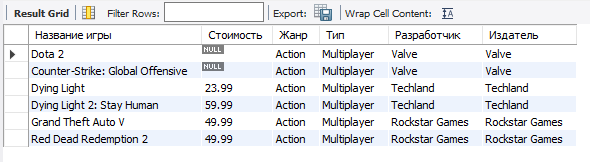 Result Grid Filter Rows: Export: Wrap Cell Content: IA
Название игры Стоимость Жанр Тип Разработчик Издатель
Dota 2 NULL Action Multiplayer Valve Valve
Counter-Strike: Global Offensive NULL Action Multiplayer Valve Valve
Dying Light 23.99 Action Multiplayer Techland Techland
Dying Light 2: Stay Human 59.99 Action Multiplayer Techland Techland
Grand Theft Auto V 49.99 Action Multiplayer Rockstar Games Rockstar Games
Red Dead Redemption 2 49.99 Action Multiplayer Rockstar Games Rockstar Games